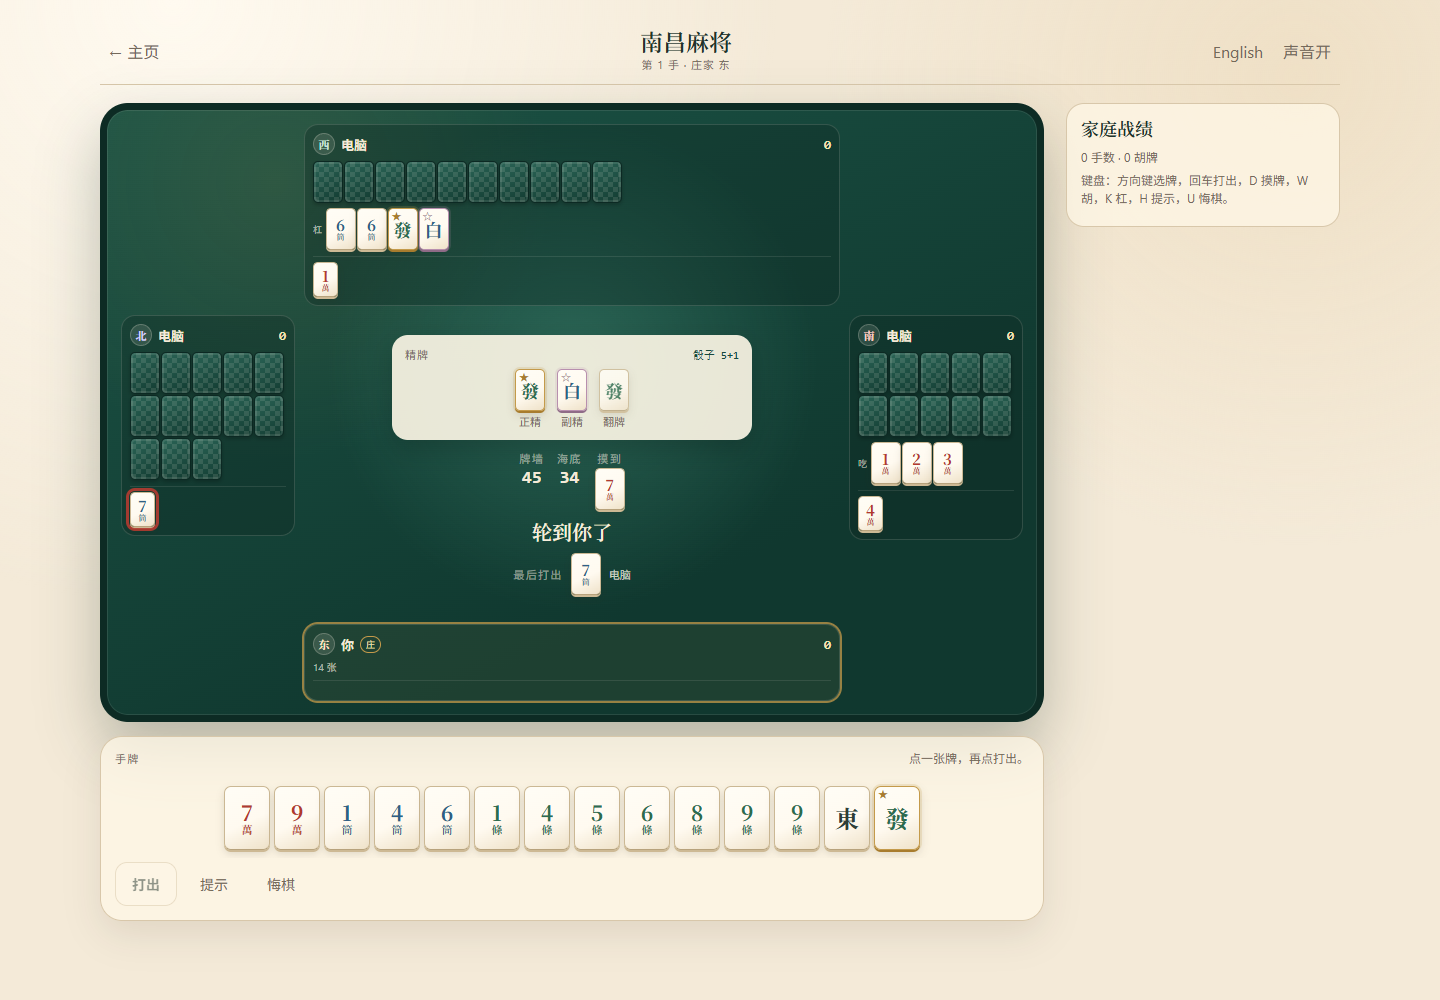 ← 主页
南昌麻将
第 1 手 · 庄家 东
English 声音开
西 电脑 0
杠 6 筒 6 筒 ★ 發 ☆ 白
1 萬
家庭战绩
0 手数 · 0 胡牌
键盘：方向键选牌，回车打出，D 摸牌，W
胡，K 杠，H 提示，U 悔棋。
北 电脑 0
7 筒
精牌 骰子 5+1
★ 發 ☆ 白 發
正精 副精 翻牌
牌墙 海底 摸到
45 34 7 萬
轮到你了
最后打出 7 筒 电脑
南 电脑 0
吃 1 萬 2 萬 3 萬
4 萬
东 你 庄 0
14 张
手牌 点一张牌，再点打出。
7 萬 9 萬 1 筒 4 筒 6 筒 1 條 4 條 5 條 6 條 8 條 9 條 9 條 東 ★ 發
打出 提示 悔棋